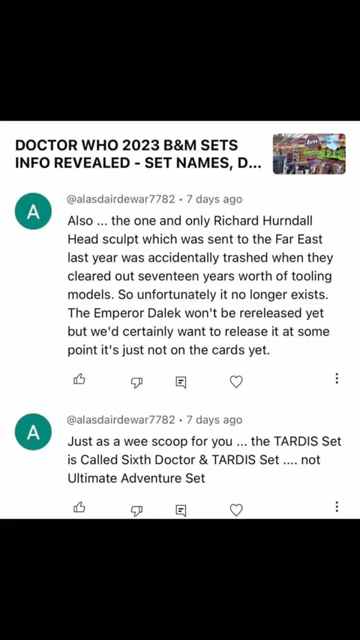 DOCTOR WHO 2023 B&M SETS
INFO REVEALED - SET NAMES, D...
A
@alasdairdewar7782 • 7 days ago
Also ... the one and only Richard Hurndall
Head sculpt which was sent to the Far East
last year was accidentally trashed when they
cleared out seventeen years worth of tooling
models. So unfortunately it no longer exists.
The Emperor Dalek won't be rereleased yet
but we'd certainly want to release it at some
point it's just not on the cards yet.
A
@alasdairdewar7782 • 7 days ago
Just as a wee scoop for you ... the TARDIS Set
is Called Sixth Doctor & TARDIS Set .... not
Ultimate Adventure Set